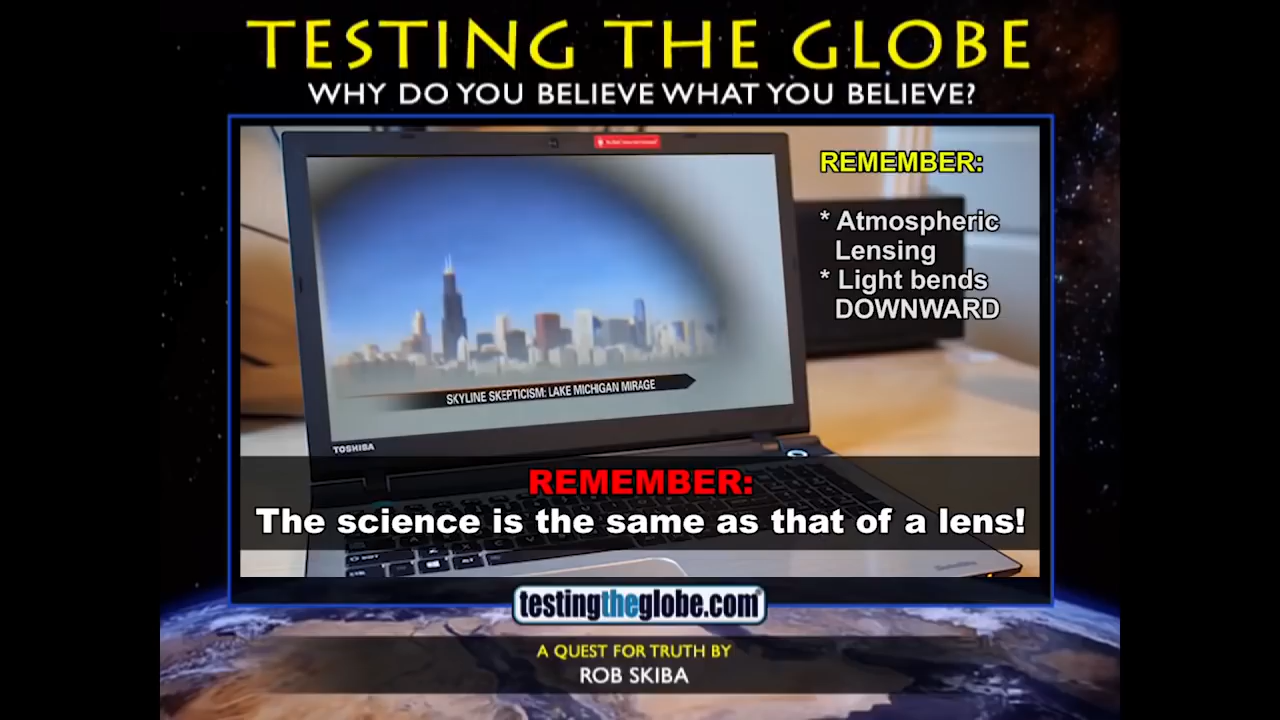 TESTING THE GLOBE
WHY DO YOU BELIEVE WHAT YOU BELIEVE?
REMEMBER:
* Atmospheric
Lensing
* Light bends
DOWNWARD
SKYLINE SKEPTICISM: LAKE MICHIGAN MIRAGE
TOSHIBA
REMEMBER:
The science is the same as that of a lens!
testingtheglobe.com
A QUEST FOR TRUTH BY
ROB SKIBA